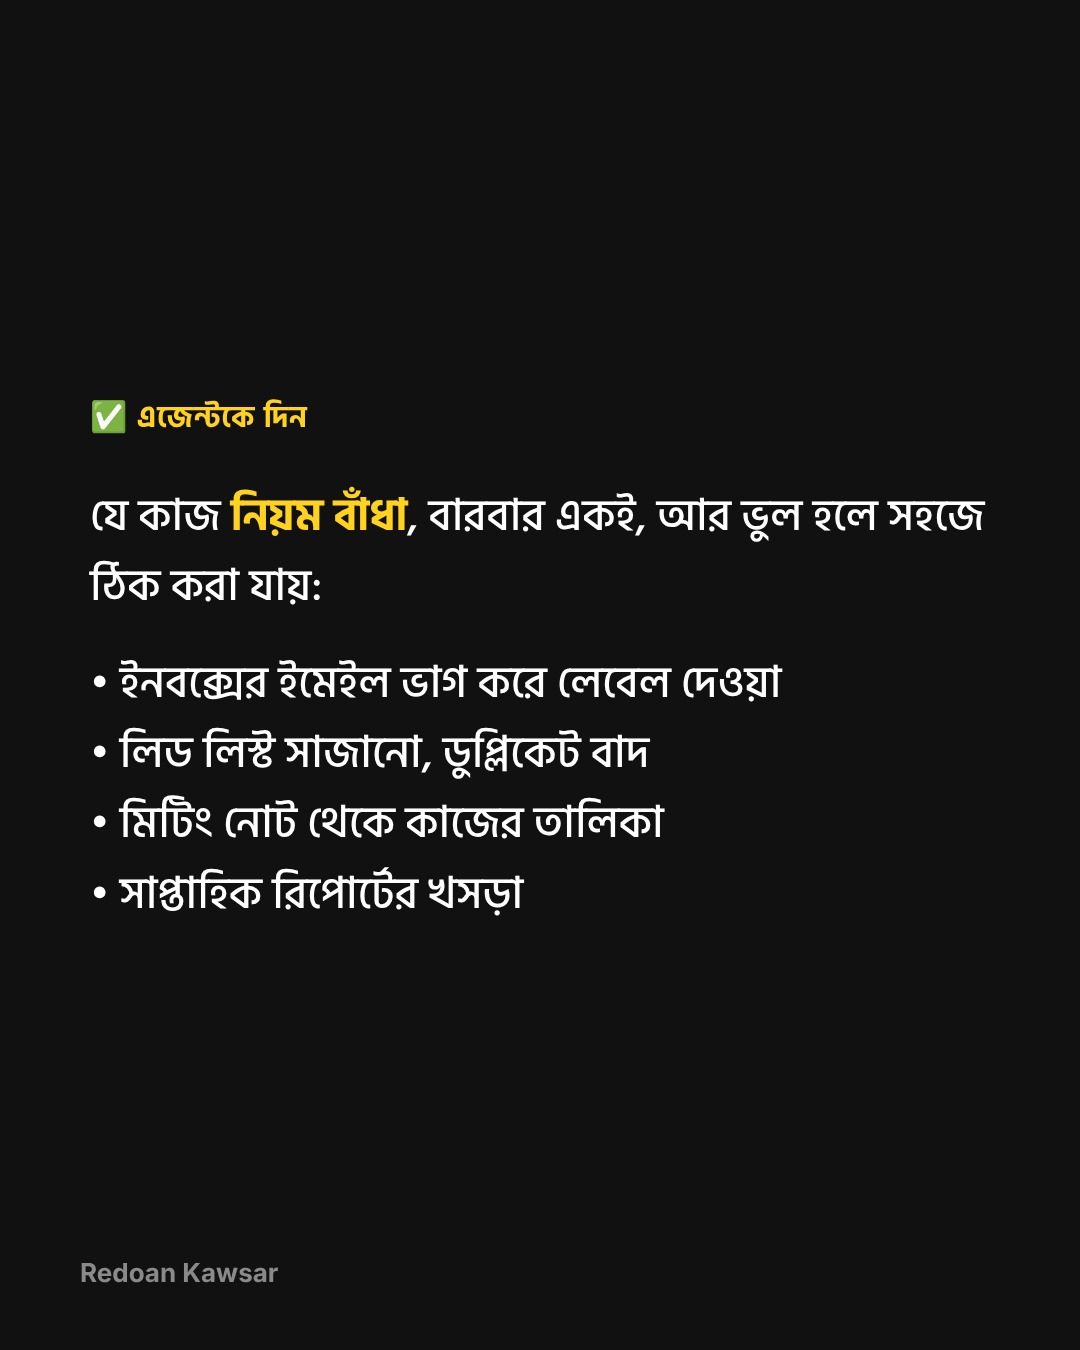 ✅ এজেন্টকে দিন
যে কাজ নিয়ম বাঁধা, বারবার একই, আর ভুল হলে সহজে
ঠিক করা যায়:
• ইনবক্সের ইমেইল ভাগ করে লেবেল দেওয়া
• লিড লিস্ট সাজানো, ডুপ্লিকেট বাদ
• মিটিং নোট থেকে কাজের তালিকা
• সাপ্তাহিক রিপোর্টের খসড়া
Redoan Kawsar